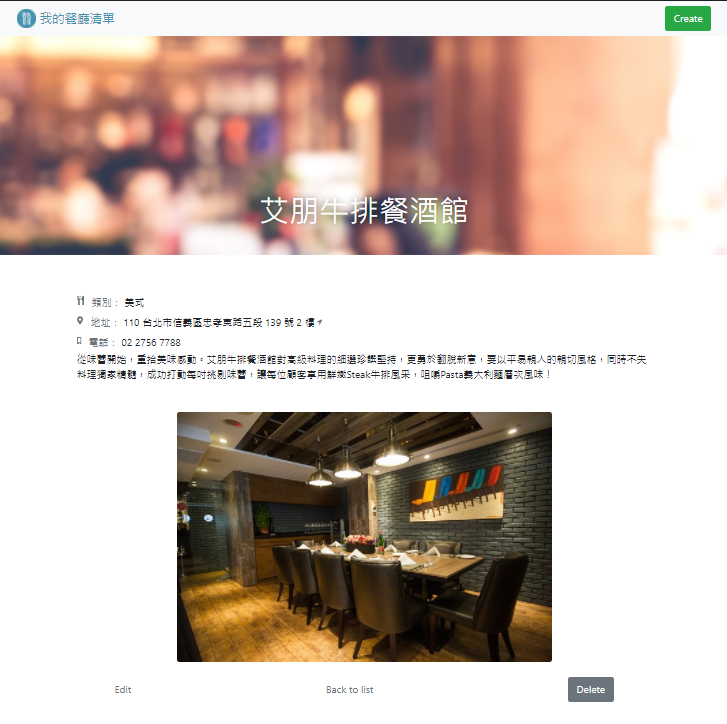 我的餐廳清單
Create
艾朋牛排餐酒館
類別： 美式
地址： 110 台北市信義區忠孝東路五段 139 號 2 樓
電話： 02 2756 7788
從味蕾開始，重拾美味感動。艾朋牛排餐酒館對高級料理的細選珍饌堅持，更勇於翻脫新意，要以平易親人的親切風格，同時不失
料理獨家精髓，成功打動每吋挑剔味蕾，讓每位顧客享用鮮嫩Steak牛排風采，咀嚼Pasta義大利麵層次風味！
Edit
Back to list
Delete